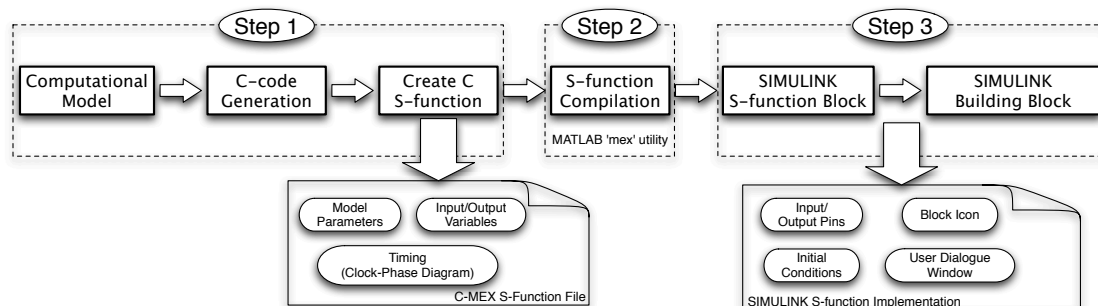 Step 1
Step 2
Step 3
Computational
Model
C-code
Generation
Create C
S-function
S-function
Compilation
SIMULINK
S-function Block
SIMULINK
Building Block
MATLAB 'mex' utility
Model
Parameters
Input/Output
Variables
Timing
(Clock-Phase Diagram)
C-MEX S-Function File
Input/
Output Pins
Block Icon
Initial
Conditions
User Dialogue
Window
SIMULINK S-function Implementation